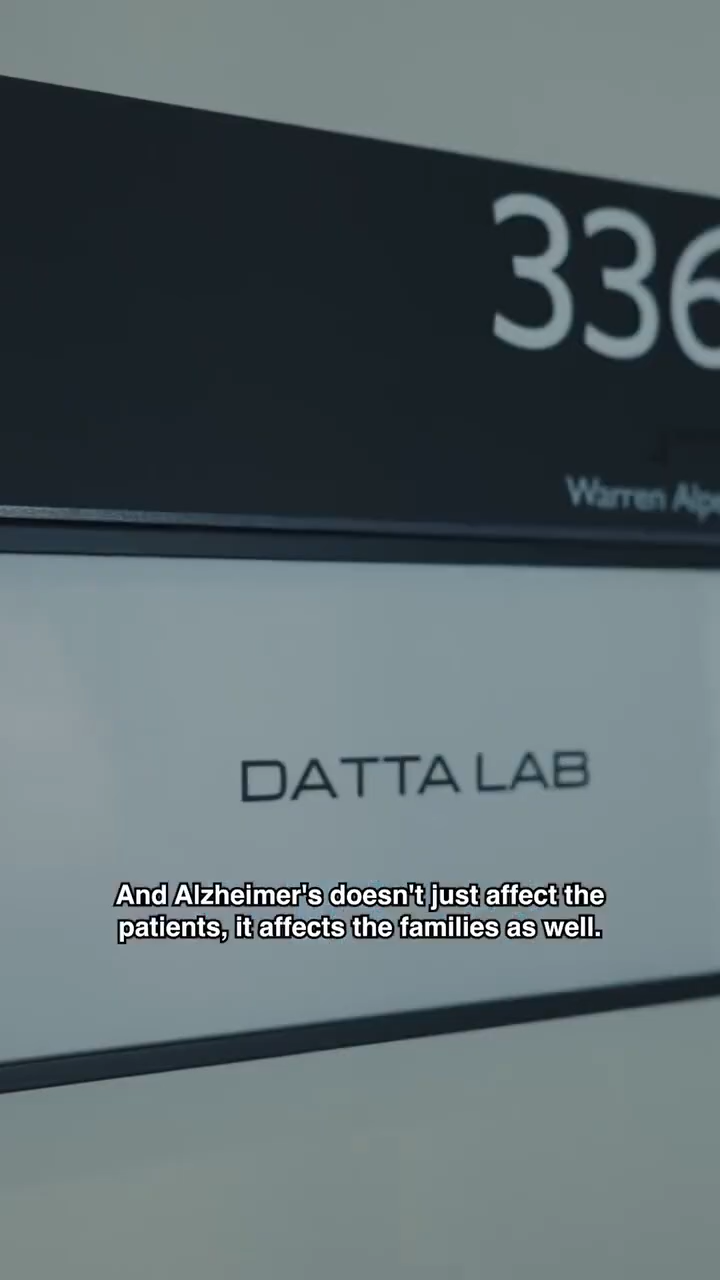 336
Warren Alp
DATTA LAB
And Alzheimer's doesn't just affect the
patients, it affects the families as well.